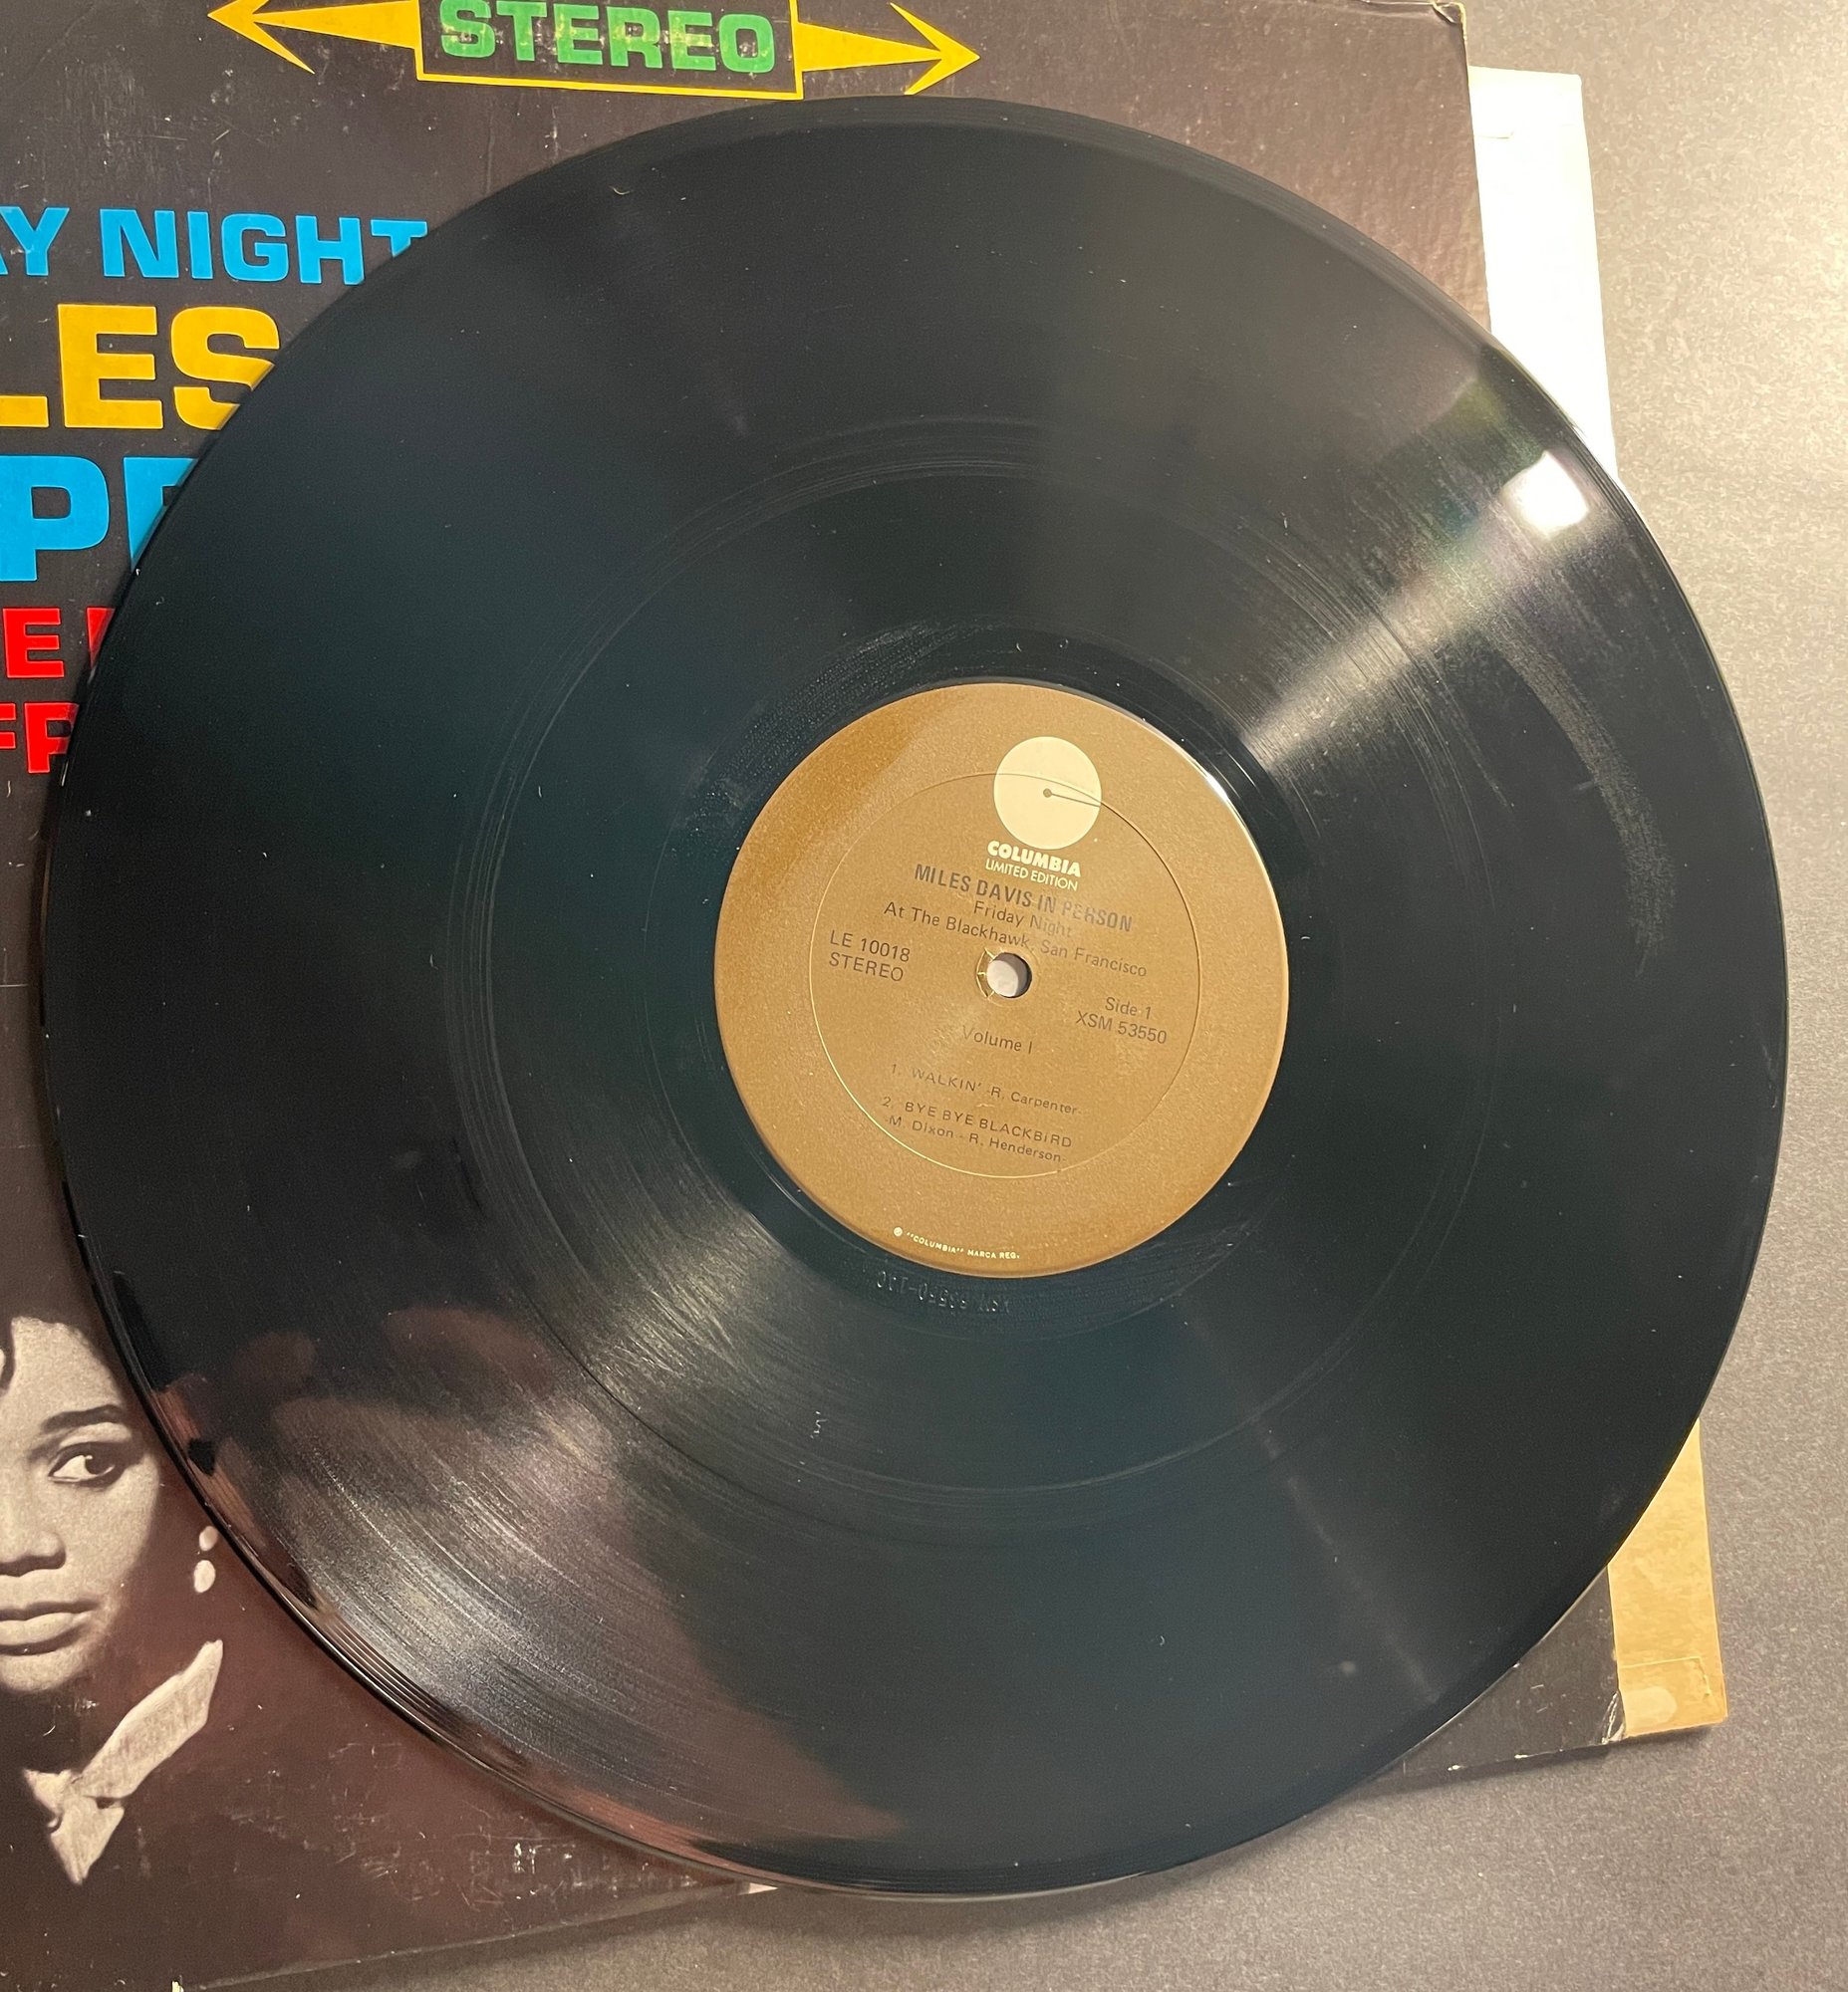 STEREO
AY NIGHT
LES
PE
E
FR
COLUMBIA
LIMITED EDITION
MILES DAVIS IN PERSON
Friday Night
At The Blackhawk, San Francisco
LE 10018
STEREO
Side 1
XSM 53550
Volume I
1. WALKIN' -R. Carpenter-
2. BYE BYE BLACKBIRD
-M. Dixon - R. Henderson-
"COLUMBIA" MARCA REG.